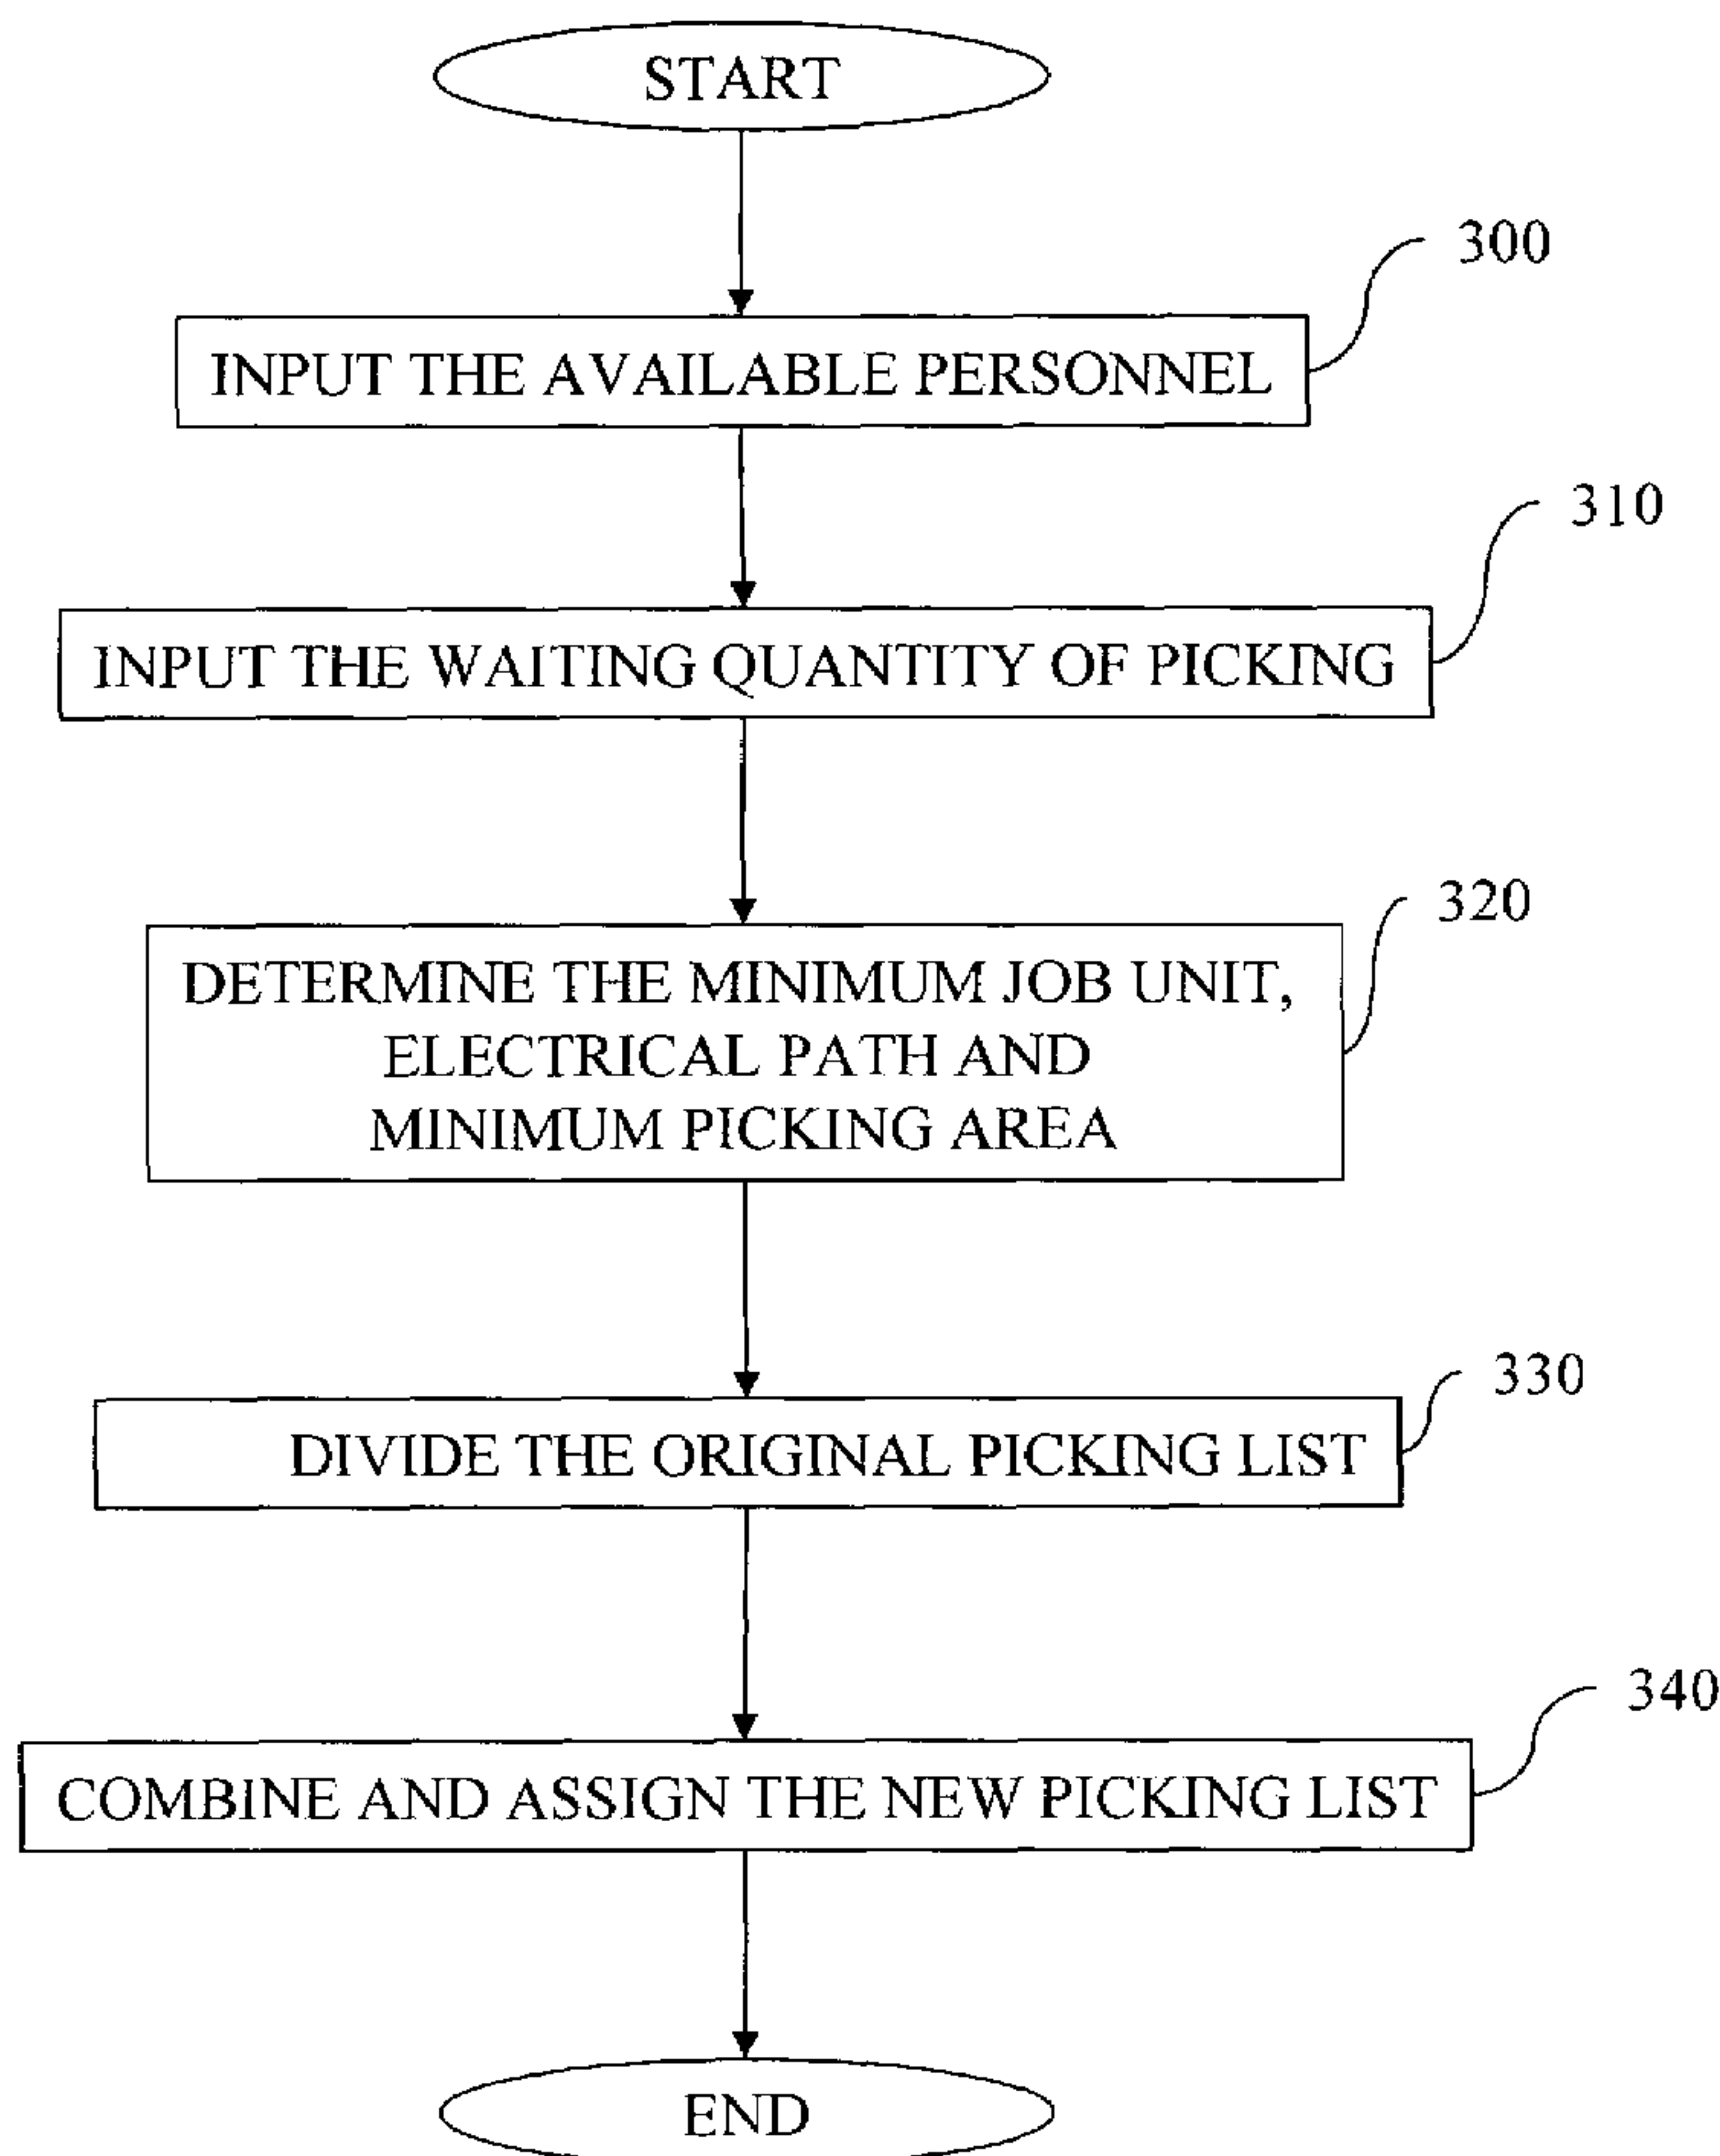 START
300
INPUT THE AVAILABLE PERSONNEL
310
INPUT THE WAITING QUANTITY OF PICKING
320
DETERMINE THE MINIMUM JOB UNIT,
ELECTRICAL PATH AND
MINIMUM PICKING AREA
330
DIVIDE THE ORIGINAL PICKING LIST
340
COMBINE AND ASSIGN THE NEW PICKING LIST
END